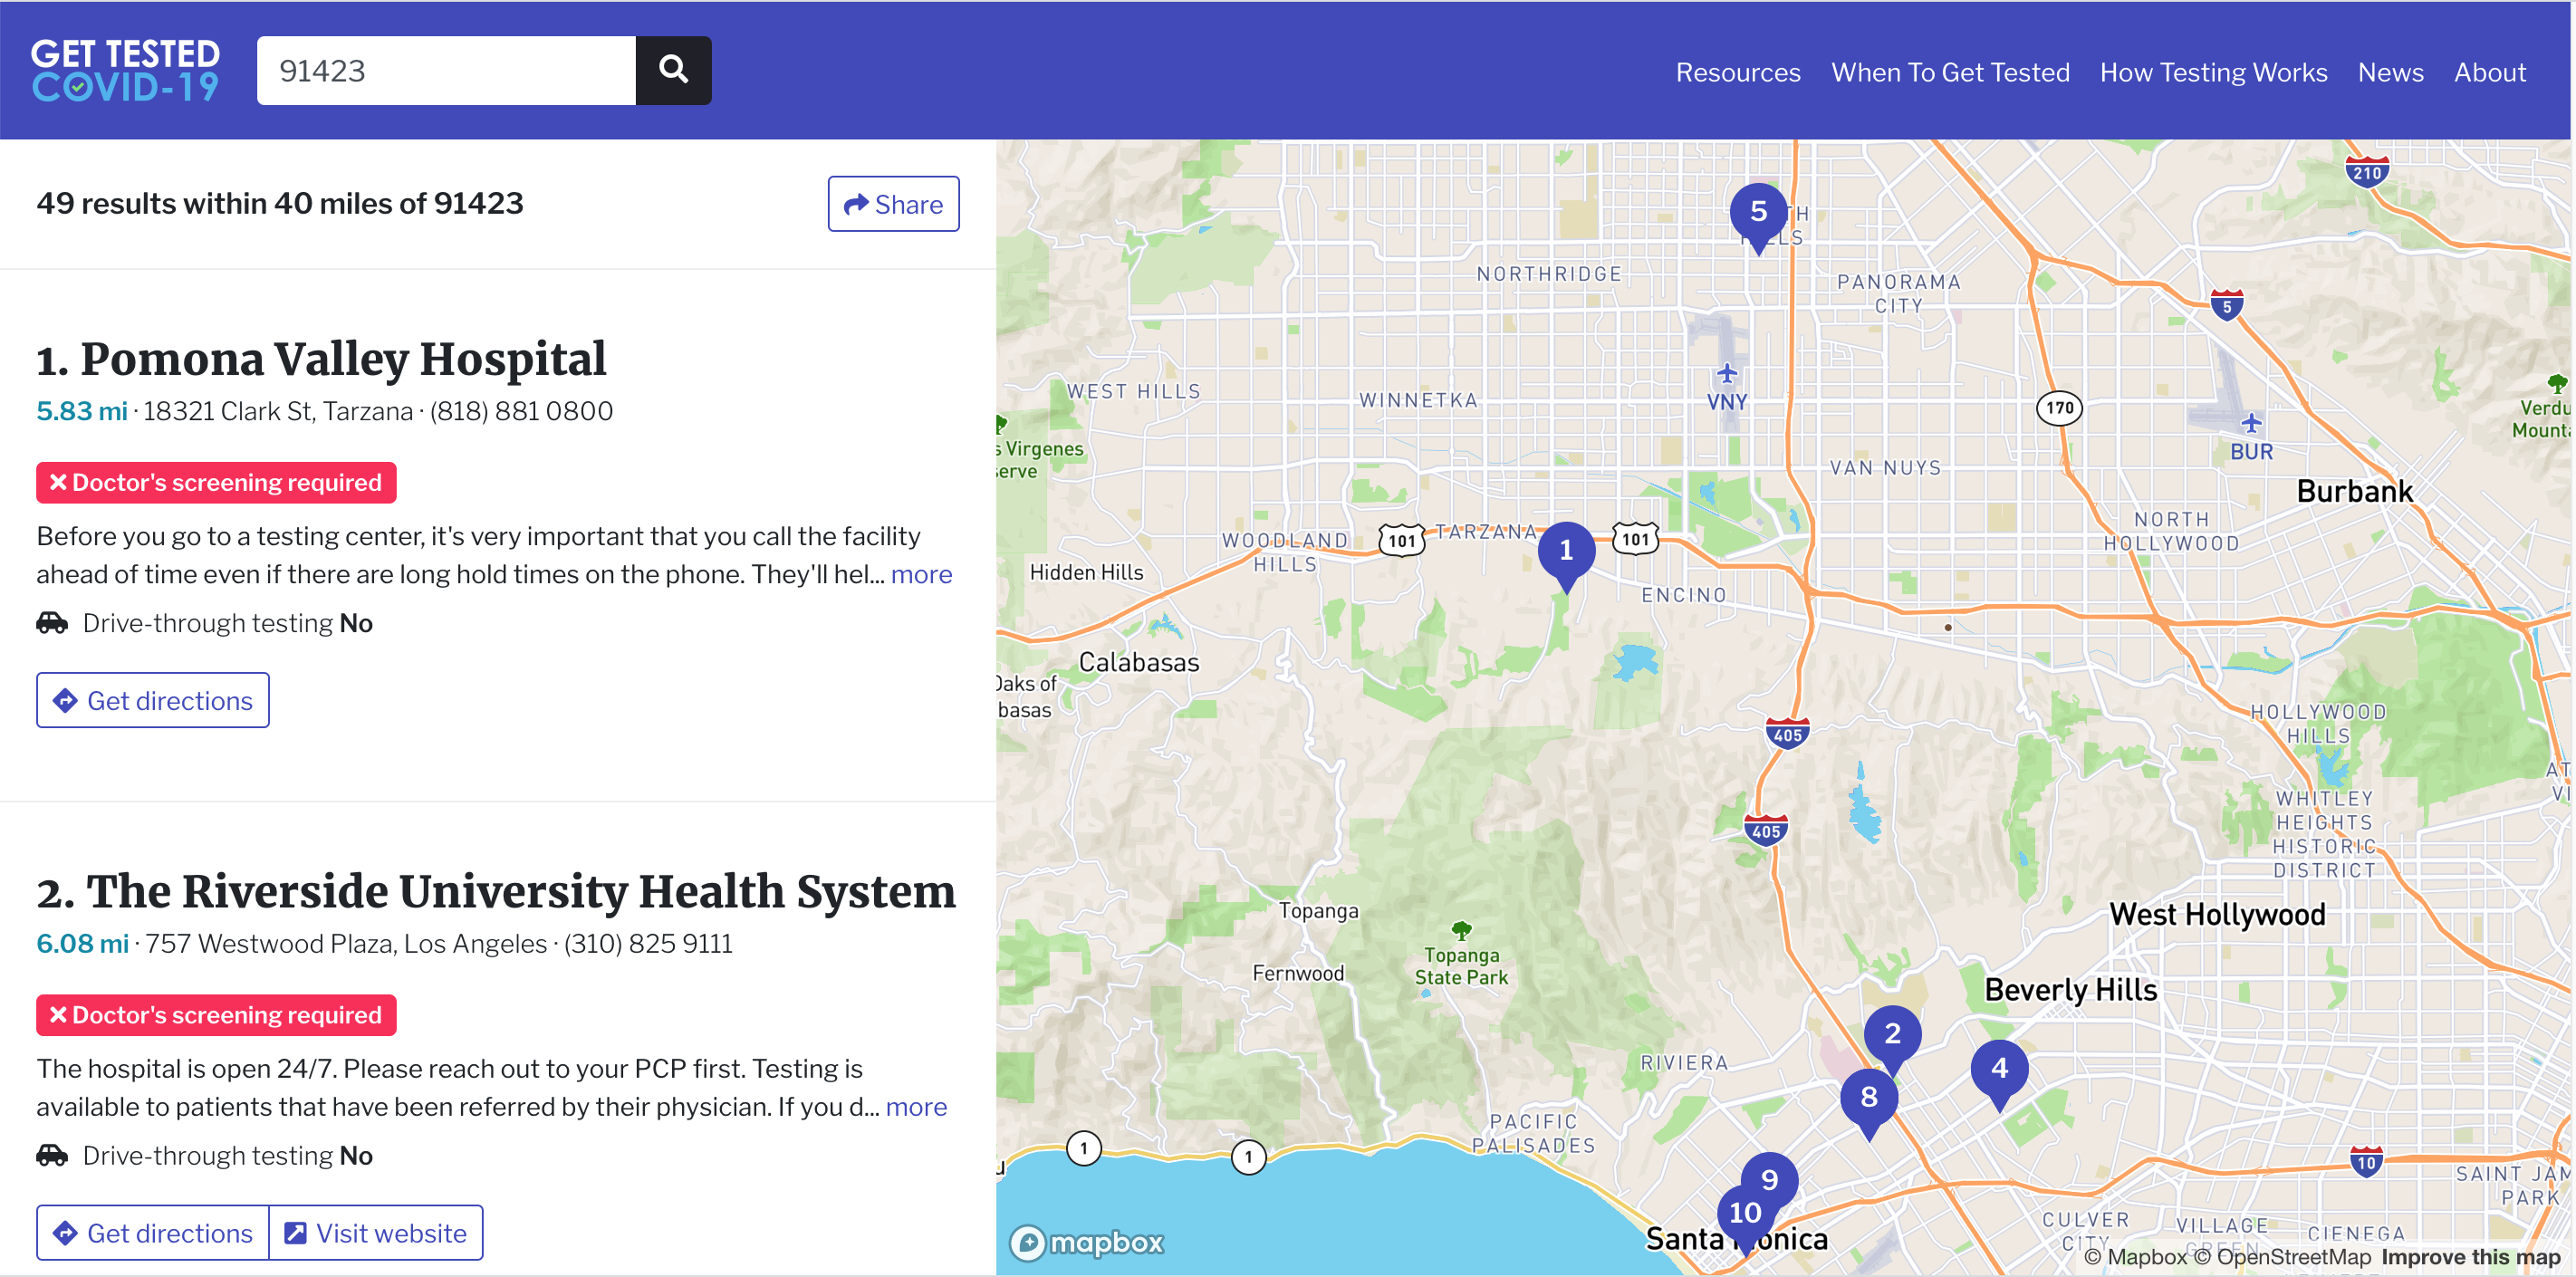 GET TESTED
COVID-19
91423
Resources
When To Get Tested
How Testing Works
News
About
49 results within 40 miles of 91423
Share
1. Pomona Valley Hospital
5.83 mi · 18321 Clark St, Tarzana · (818) 881 0800
Doctor's screening required
Before you go to a testing center, it's very important that you call the facility
ahead of time even if there are long hold times on the phone. They'll hel... more
Drive-through testing No
Get directions
2. The Riverside University Health System
6.08 mi · 757 Westwood Plaza, Los Angeles · (310) 825 9111
Doctor's screening required
The hospital is open 24/7. Please reach out to your PCP first. Testing is
available to patients that have been referred by their physician. If you d... more
Drive-through testing No
Get directions
Visit website
210
5
TH
NORTHRIDGE
PANORAMA
CITY
5
WEST HILLS
WINNETKA
VNY
170
BUR
Verdu
Mounta
s Virgenes
serve
VAN NUYS
Burbank
NORTH
HOLLYWOOD
WOODLAND
HILLS
101
TARZANA
1
101
Hidden Hills
ENCINO
Calabasas
Oaks of
basas
405
HOLLYWOOD
HILLS
AT
VI
405
WHITLEY
HEIGHTS
HISTORIC
DISTRICT
Topanga
West Hollywood
Topanga
State Park
Fernwood
Beverly Hills
2
RIVIERA
4
8
PACIFIC
PALISADES
1
1
10
SAINT JAM
PARK
9
10
Santa Monica
CULVER
CITY
VILLAGE
GREEN
CIENEGA
mapbox
© Mapbox © OpenStreetMap Improve this map